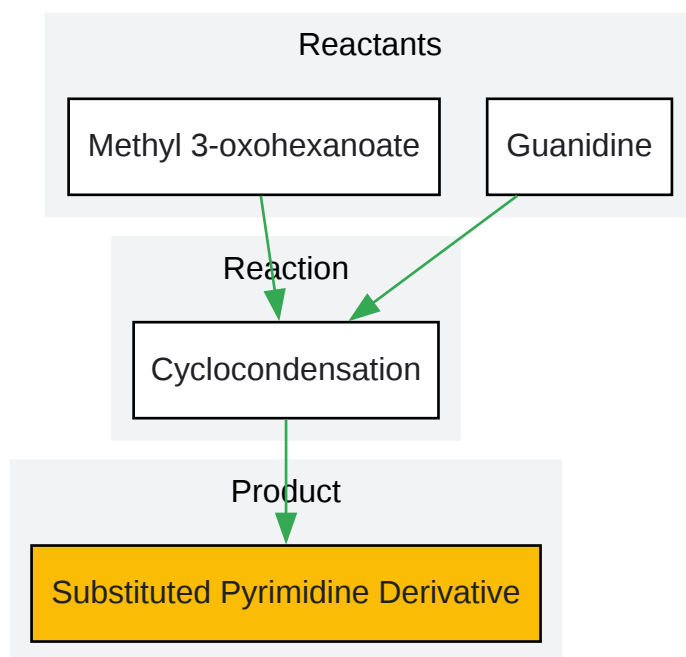 Reactants
Methyl 3-oxohexanoate
Guanidine
Reaction
Cyclocondensation
Product
Substituted Pyrimidine Derivative